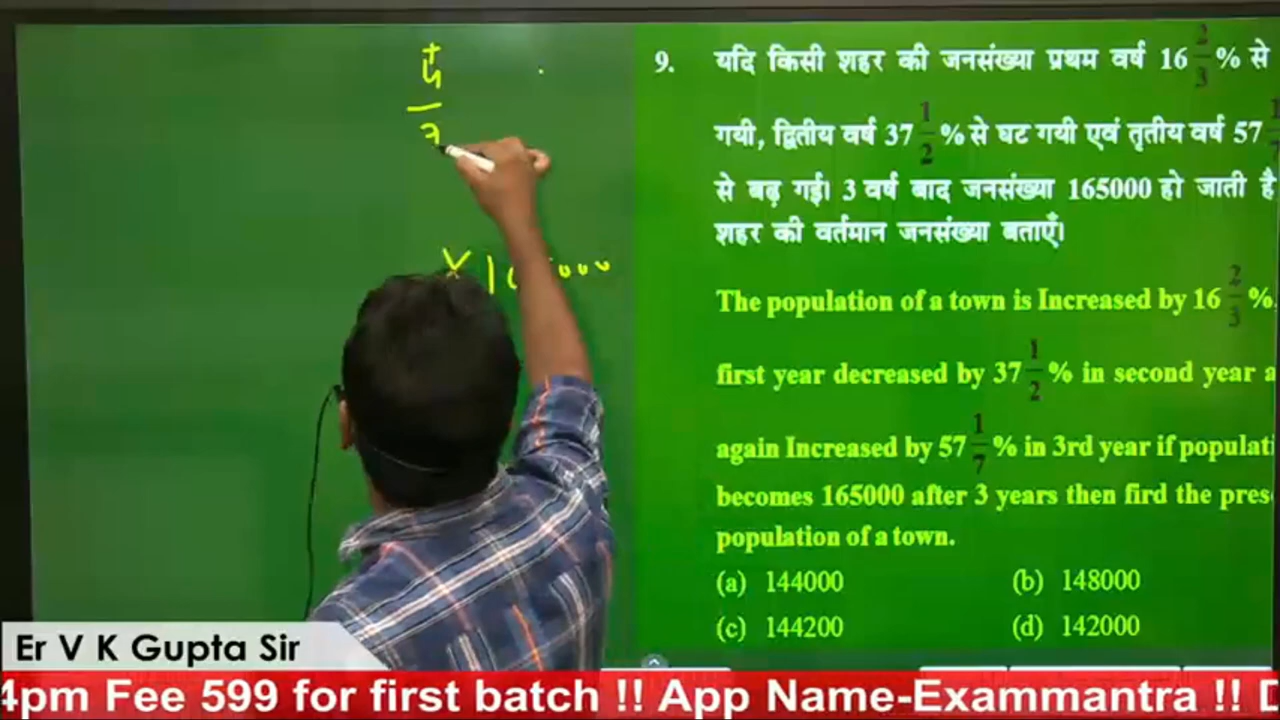 +
4
7
X 1
000
9. यदि किसी शहर की जनसंख्या प्रथम वर्ष 16 2/3 % से
गयी, द्वितीय वर्ष 37 1/2 % से घट गयी एवं तृतीय वर्ष 57
से बढ़ गई। 3 वर्ष बाद जनसंख्या 165000 हो जाती है
शहर की वर्तमान जनसंख्या बताएँ।
The population of a town is Increased by 16 2/3 %
first year decreased by 37 1/2 % in second year a
again Increased by 57 1/7 % in 3rd year if populati
becomes 165000 after 3 years then fird the pres
population of a town.
(a) 144000 (b) 148000
(c) 144200 (d) 142000
Er V K Gupta Sir
4pm Fee 599 for first batch !! App Name-Exammantra !! D